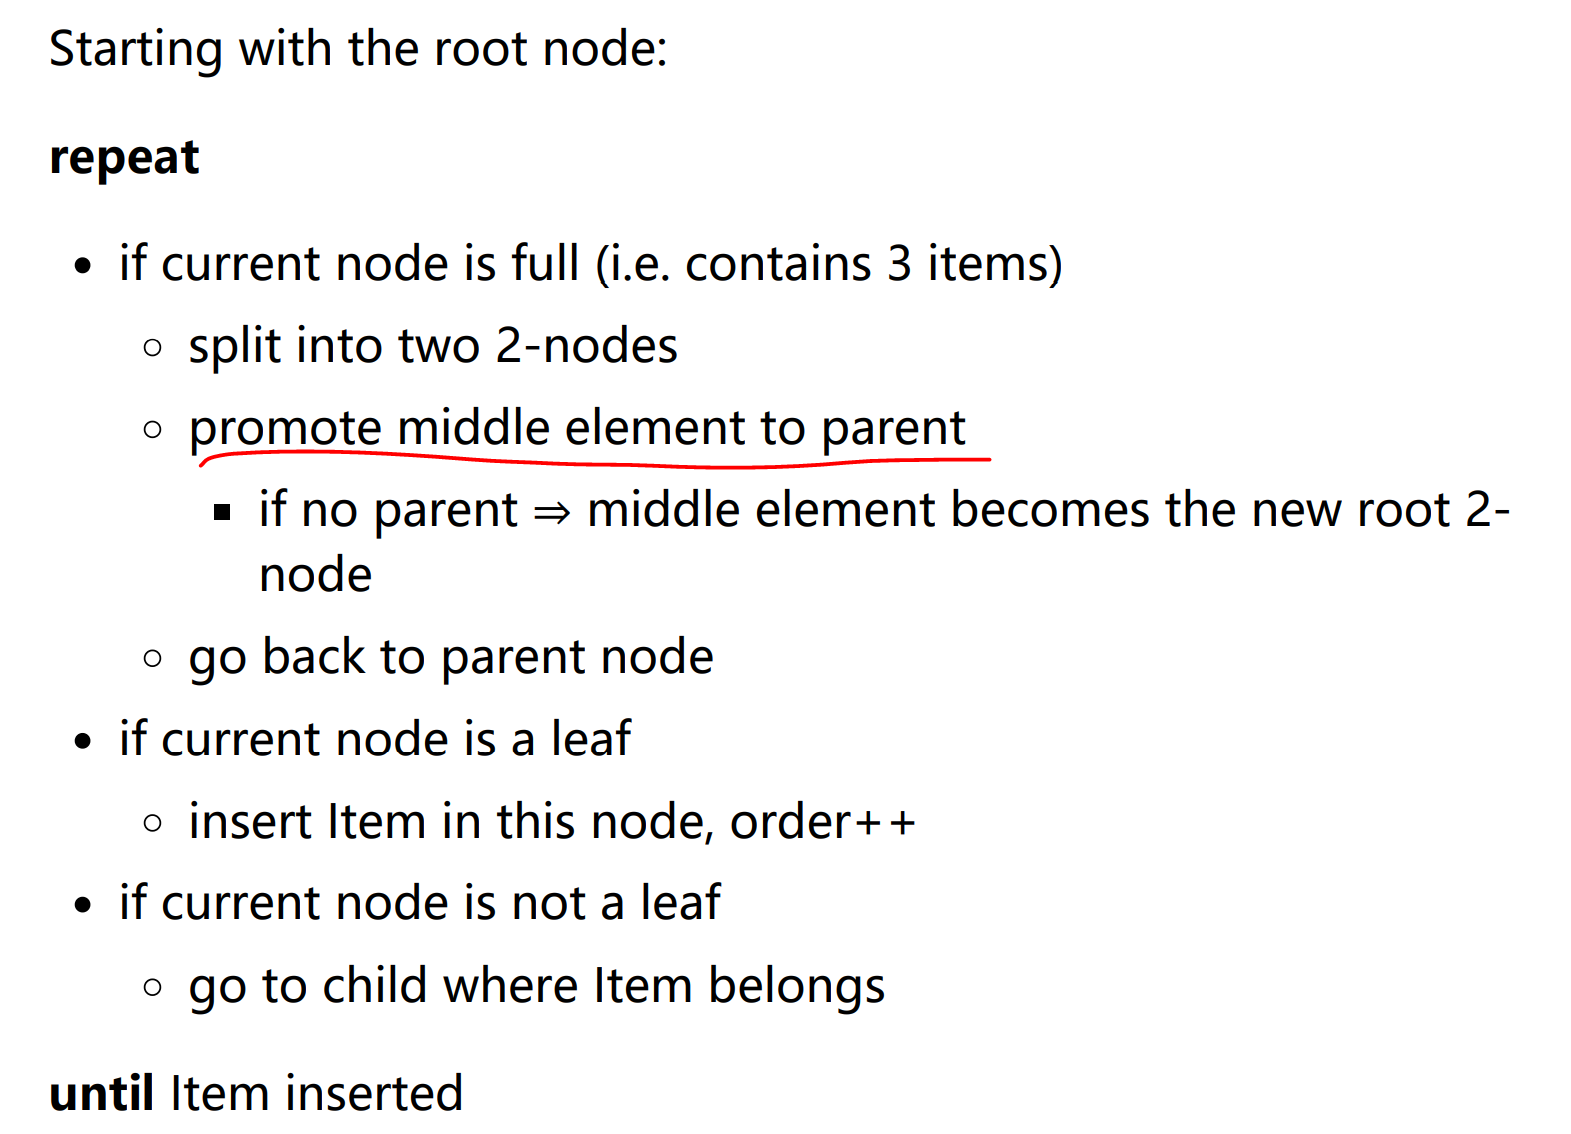 Starting with the root node:
repeat
• if current node is full (i.e. contains 3 items)
○ split into two 2-nodes
○ promote middle element to parent
■ if no parent ⇒ middle element becomes the new root 2-
node
○ go back to parent node
• if current node is a leaf
○ insert Item in this node, order++
• if current node is not a leaf
○ go to child where Item belongs
until Item inserted